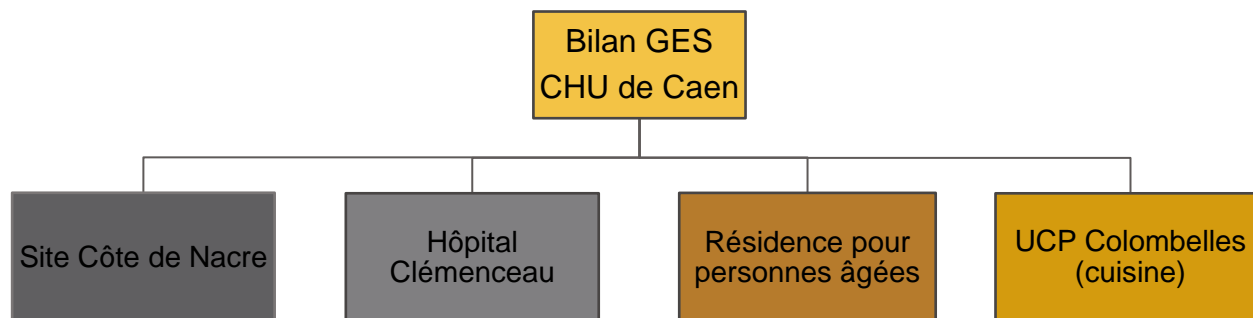 Bilan GES
CHU de Caen
Site Côte de Nacre
Hôpital
Clémenceau
Résidence pour
personnes âgées
UCP Colombelles
(cuisine)